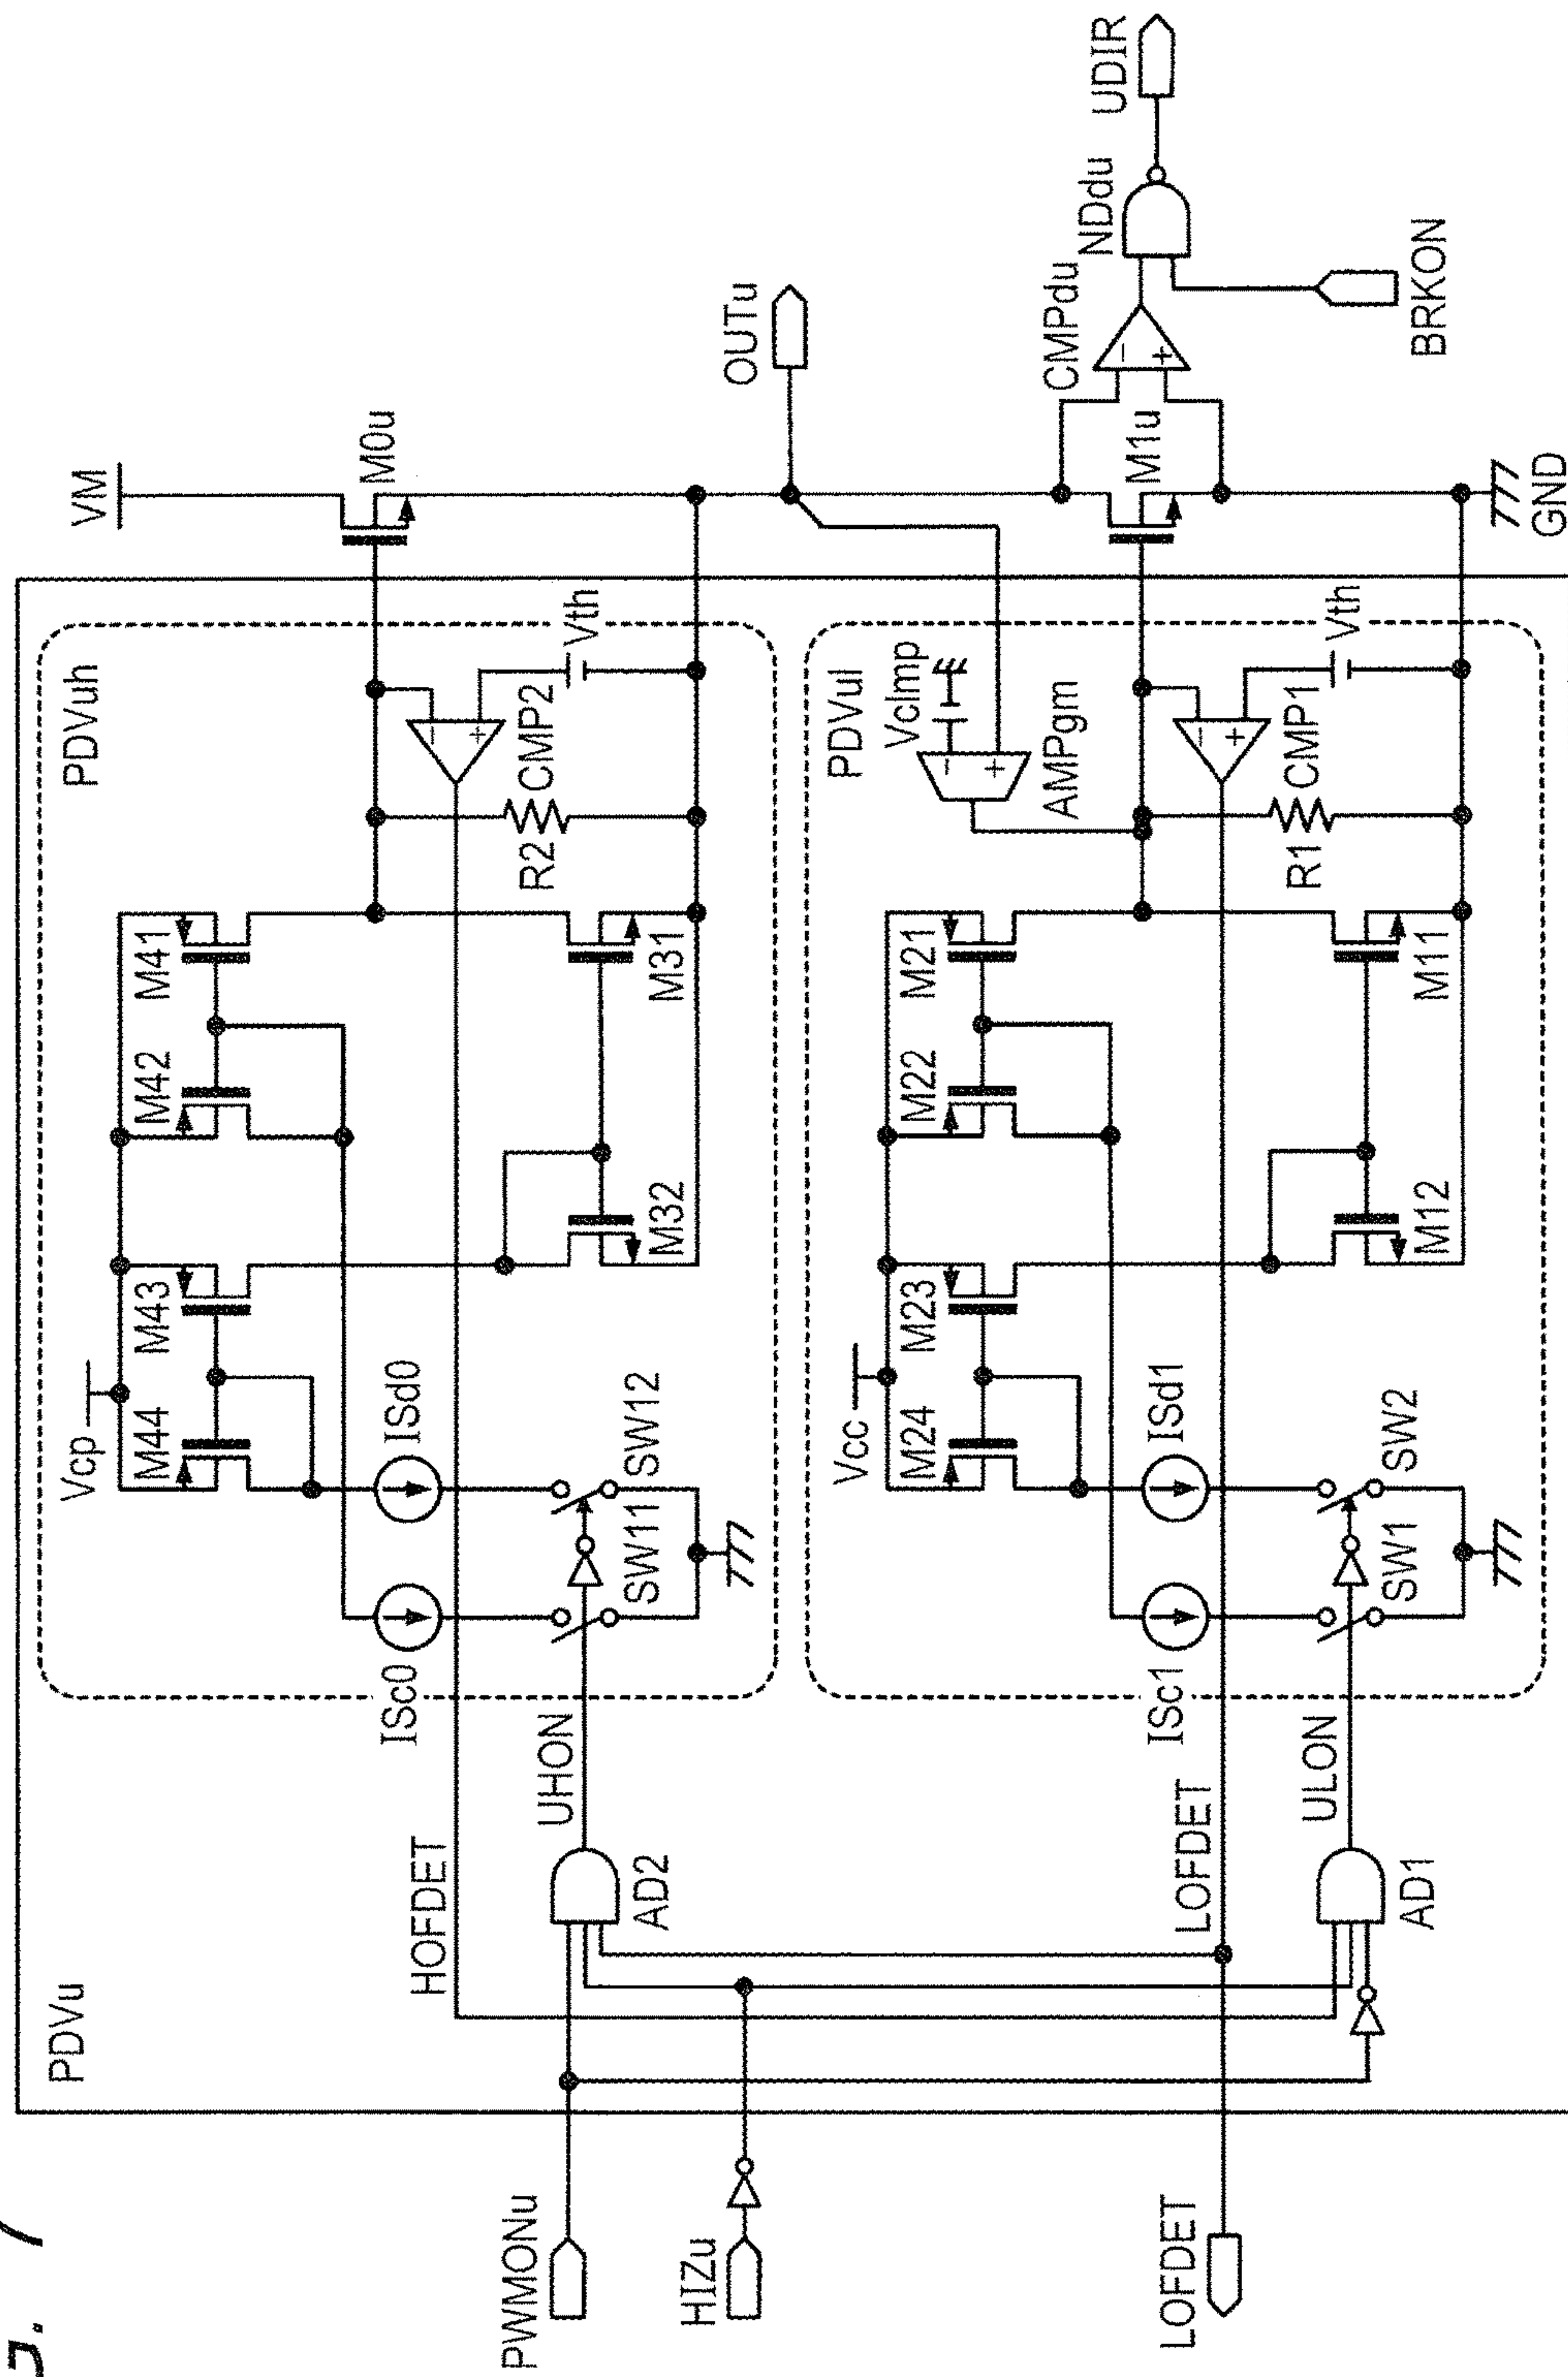 PDVu
PDVuh
Vcp
M44
M43
M42
M41
VM
M0u
ISc0
ISd0
HOFDET
UHON
AD2
SW11
SW12
M32
M31
R2
CMP2
Vth
PWMONu
HIZu
OUTu
PDVul
Vcc
M24
M23
M22
M21
Vclmp
AMPgm
ISc1
ISd1
LOFDET
ULON
AD1
SW1
SW2
M12
M11
R1
CMP1
Vth
LOFDET
M1u
CMPdu
NDdu
UDIR
BRKON
GND